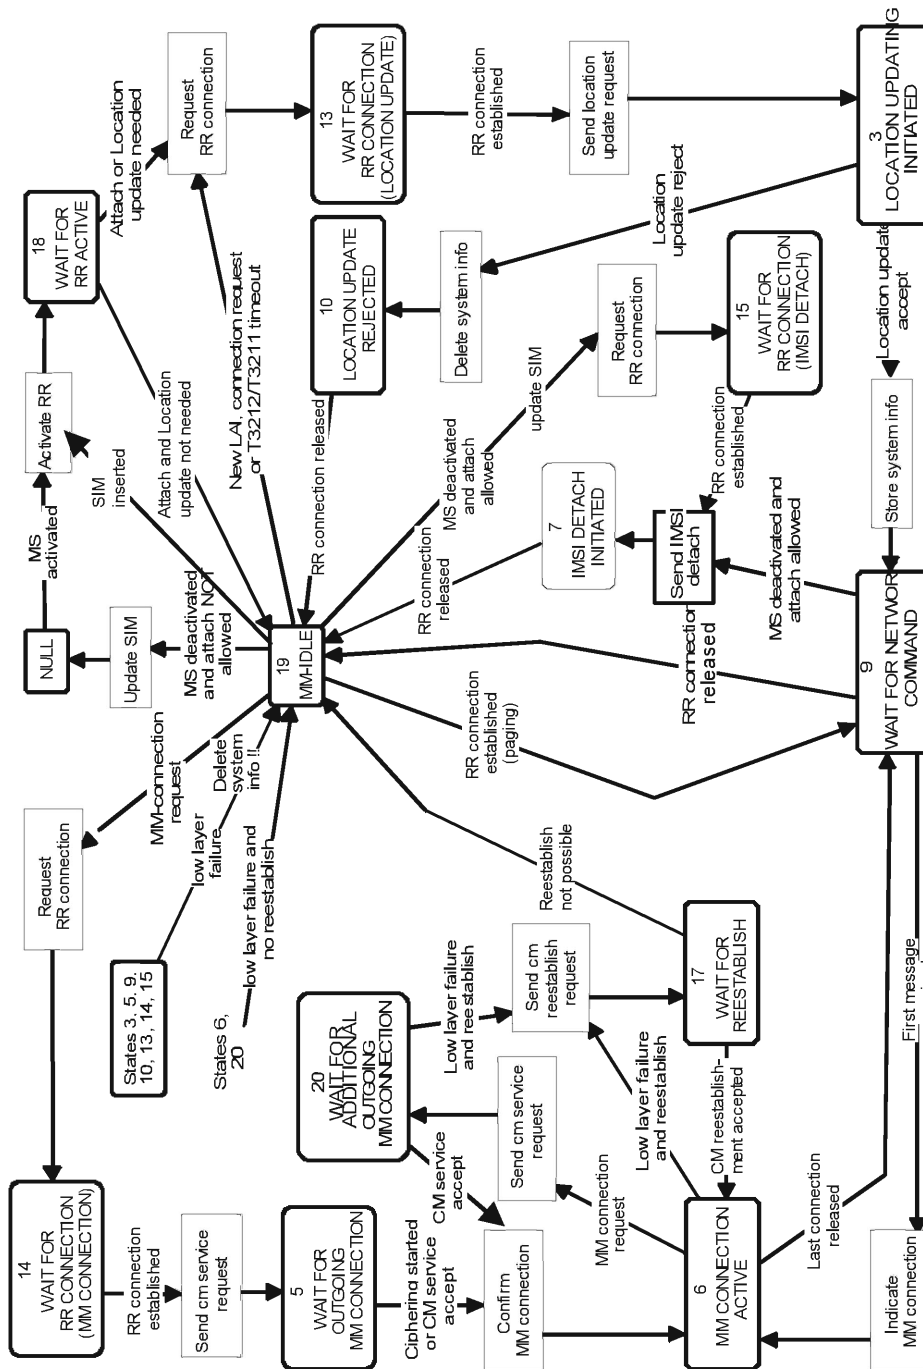 14
WAIT FOR
RR CONNECTION
(MM CONNECTION)
Request
RR connection
NULL
MS
activated
Activate RR
18
WAIT FOR
RR ACTIVE
Attach or Location
update needed
RR connection
established
States 3, 5. 9.
10, 13, 14, 15
MM-connection
request
Update SIM
SIM
inserted
Attach and Location
update not needed
Request
RR connection
Send cm service
request
low layer
failure
Delete
system
info !!
MS deactivated
and attach NOT
allowed
New LAI, connection request
or T3212/T3211 timeout
States 6,
20
low layer failure and
no reestablish
5
WAIT FOR
OUTGOING
MM CONNECTION
20
WAIT FOR
ADDITIONAL
OUTGOING
MM CONNECTION
19
MM-IDLE
RR connection released
10
LOCATION UPDATE
REJECTED
13
WAIT FOR
RR CONNECTION
(LOCATION UPDATE)
Ciphering started
or CM service
accept
CM service
accept
Low layer failure
and reestablish
RR connection
released
MS deactivated
and attach
allowed
Delete system info
RR connection
established
Confirm
MM connection
Send cm service
request
Send cm
reestablish
request
Reestablish
not possible
RR connection
established
(paging)
7
IMSI DETACH
INITIATED
update SIM
Request
RR connection
Send location
update request
MM connection
request
Low layer failure
and reestablish
Location
update reject
6
MM CONNECTION
ACTIVE
CM reestablish-
ment accepted
17
WAIT FOR
REESTABLISH
RR connection
released
Send IMSI
detach
RR connection
established
15
WAIT FOR
RR CONNECTION
(IMSI DETACH)
Last connection
released
MS deactivated and
attach allowed
Indicate
MM connection
First message
9
WAIT FOR NETWORK
COMMAND
Store system info
Location update
accept
3
LOCATION UPDATING
INITIATED